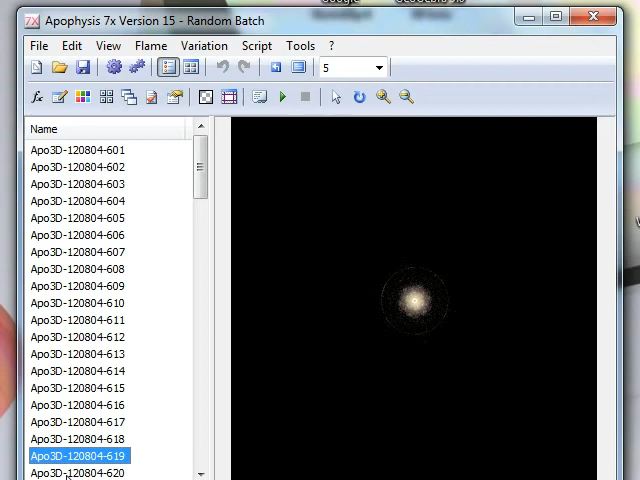 Apophysis 7x Version 15 - Random Batch
File Edit View Flame Variation Script Tools ?
5
Name
Apo3D-120804-601
Apo3D-120804-602
Apo3D-120804-603
Apo3D-120804-604
Apo3D-120804-605
Apo3D-120804-606
Apo3D-120804-607
Apo3D-120804-608
Apo3D-120804-609
Apo3D-120804-610
Apo3D-120804-611
Apo3D-120804-612
Apo3D-120804-613
Apo3D-120804-614
Apo3D-120804-615
Apo3D-120804-616
Apo3D-120804-617
Apo3D-120804-618
Apo3D-120804-619
Apo3D-120804-620